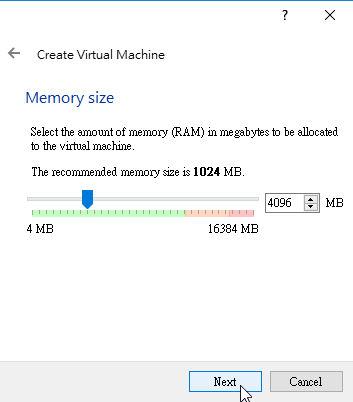 ?
Create Virtual Machine
Memory size
Select the amount of memory (RAM) in megabytes to be allocated
to the virtual machine.
The recommended memory size is 1024 MB.
4096 MB
4 MB 16384 MB
Next Cancel